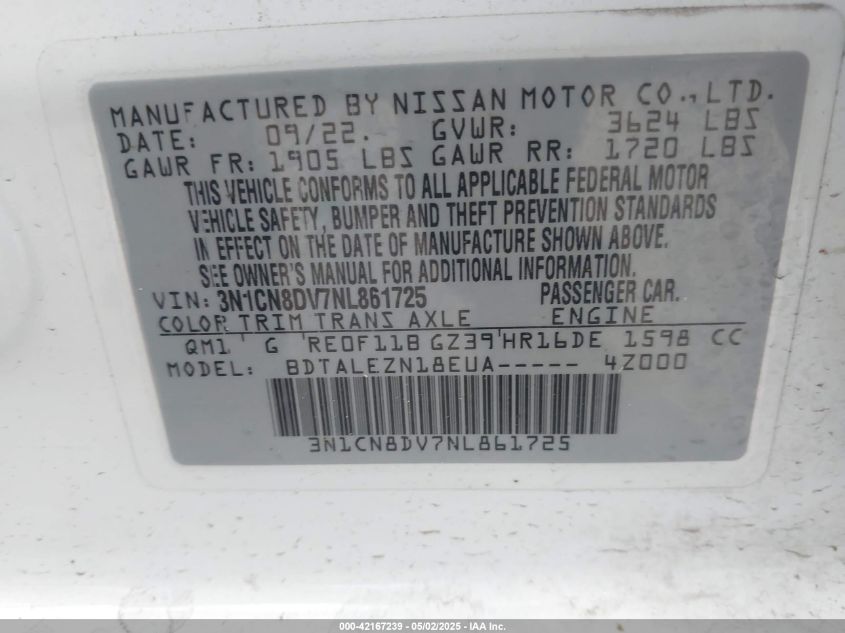 MANUFACTURED BY NISSAN MOTOR CO., LTD.
DATE: 09/22. GVWR: 3624 LBS
GAWR FR: 1905 LBS GAWR RR: 1720 LBS
THIS VEHICLE CONFORMS TO ALL APPLICABLE FEDERAL MOTOR
VEHICLE SAFETY, BUMPER AND THEFT PREVENTION STANDARDS
IN EFFECT ON THE DATE OF MANUFACTURE SHOWN ABOVE.
SEE OWNER'S MANUAL FOR ADDITIONAL INFORMATION.
VIN: 3N1CN8DV7NL861725 PASSENGER CAR.
COLOR TRIM TRANS AXLE ENGINE
QM1 G RE0F11B GZ39 HR16DE 1598 CC
MODEL: BDTALEZN18EUA----- 4Z000
3N1CN8DV7NL861725
000-42167239 - 05/02/2025 - IAA Inc.